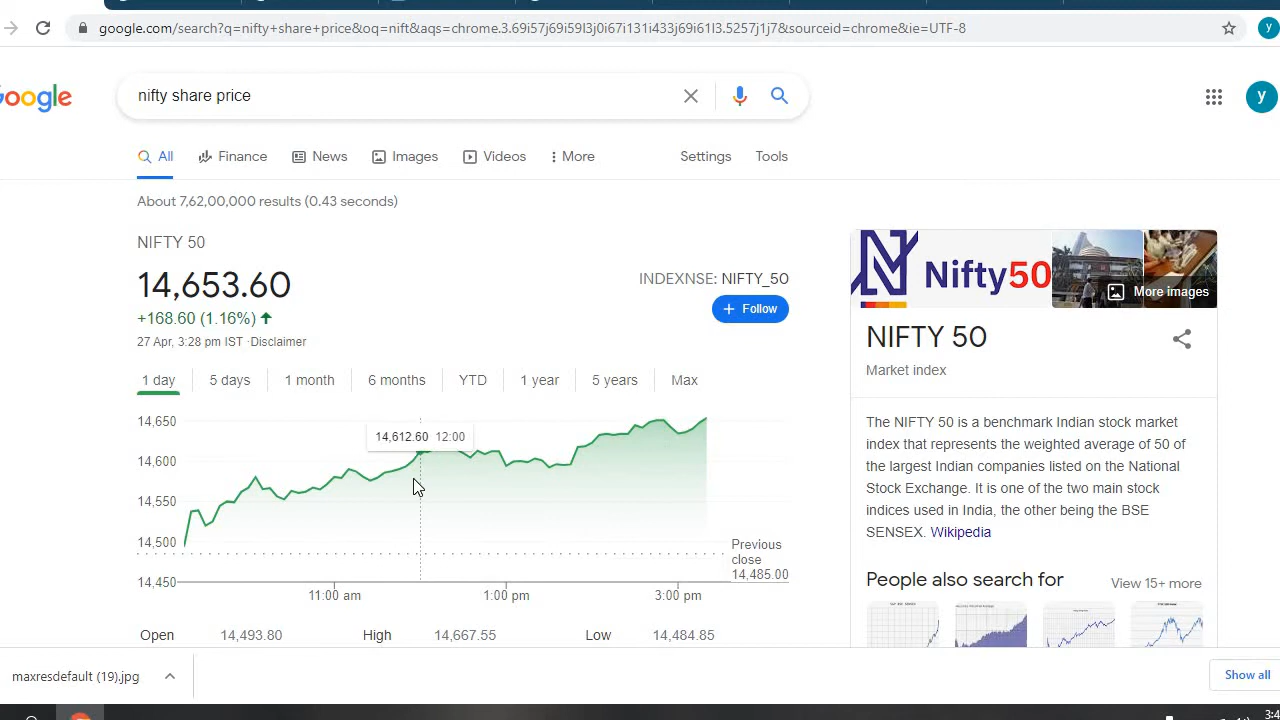 google.com/search?q=nifty+share+price&oq=nift&aqs=chrome.3.69i57j69i59l3j0i67i131i433j69i61l3.5257j1j7&sourceid=chrome&ie=UTF-8
y
Google
nifty share price
y
All
Finance
News
Images
Videos
More
Settings
Tools
About 7,62,00,000 results (0.43 seconds)
NIFTY 50
14,653.60
INDEXNSE: NIFTY_50
+168.60 (1.16%)
+ Follow
27 Apr, 3:28 pm IST · Disclaimer
1 day
5 days
1 month
6 months
YTD
1 year
5 years
Max
14,650
14,612.60 12:00
14,600
14,550
14,500
Previous
close
14,485.00
14,450
11:00 am
1:00 pm
3:00 pm
Open 14,493.80
High 14,667.55
Low 14,484.85
Nifty50
More images
NIFTY 50
Market index
The NIFTY 50 is a benchmark Indian stock market
index that represents the weighted average of 50 of
the largest Indian companies listed on the National
Stock Exchange. It is one of the two main stock
indices used in India, the other being the BSE
SENSEX. Wikipedia
People also search for
View 15+ more
maxresdefault (19).jpg
Show all